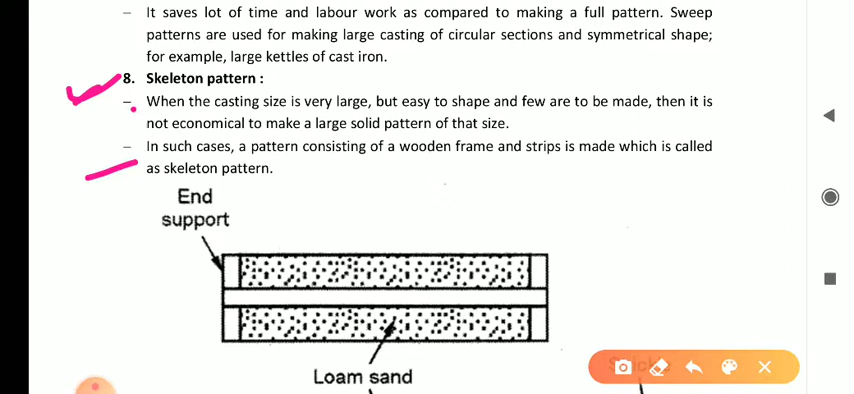 – It saves lot of time and labour work as compared to making a full pattern. Sweep
patterns are used for making large casting of circular sections and symmetrical shape;
for example, large kettles of cast iron.
8. Skeleton pattern :
– When the casting size is very large, but easy to shape and few are to be made, then it is
not economical to make a large solid pattern of that size.
– In such cases, a pattern consisting of a wooden frame and strips is made which is called
as skeleton pattern.
End
support
Loam sand